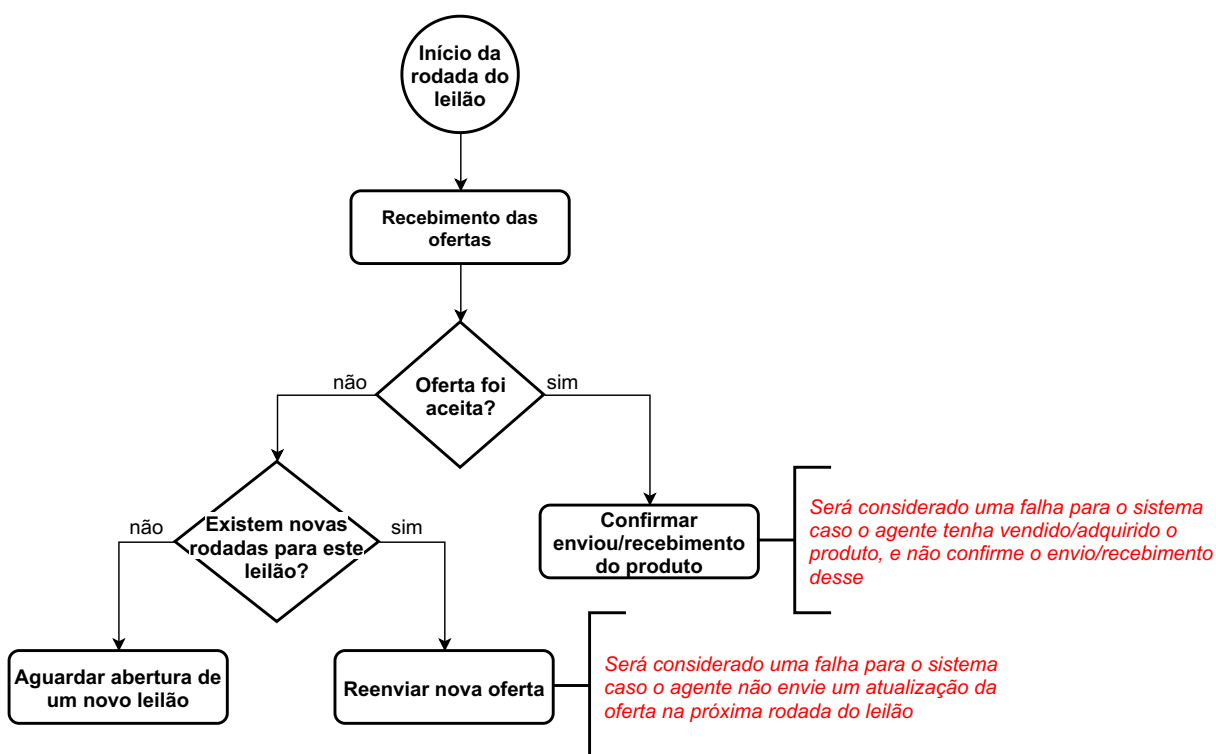 Início da
rodada do
leilão
Recebimento das
ofertas
não
Oferta foi
aceita?
sim
não
Existem novas
rodadas para este
leilão?
sim
Confirmar
enviou/recebimento
do produto
Será considerado uma falha para o sistema
caso o agente tenha vendido/adquirido o
produto, e não confirme o envio/recebimento
desse
Aguardar abertura de
um novo leilão
Reenviar nova oferta
Será considerado uma falha para o sistema
caso o agente não envie um atualização da
oferta na próxima rodada do leilão